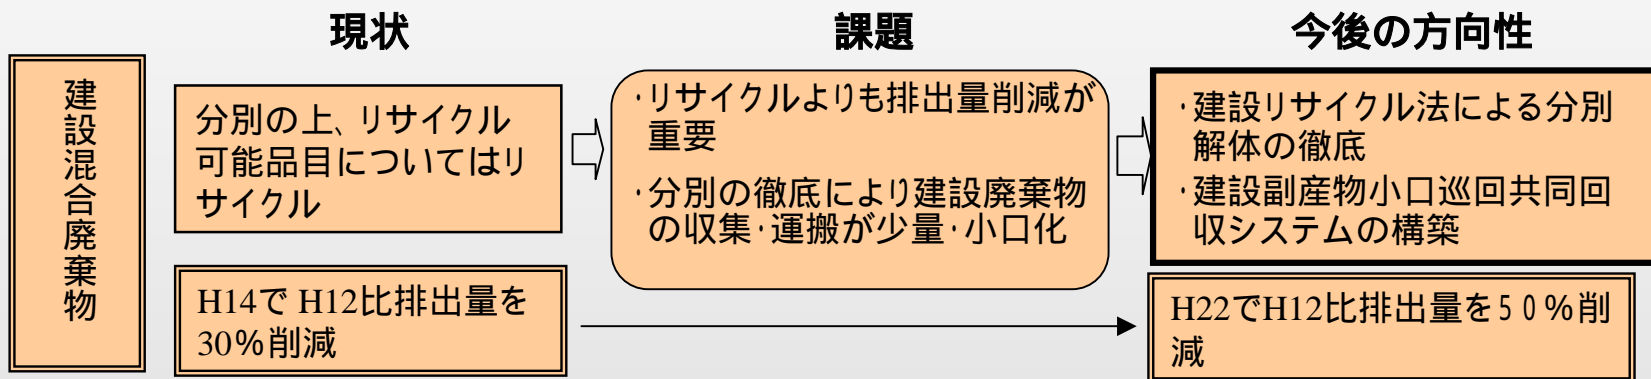 現状
課題
今後の方向性
建設混合廃棄物
分別の上、リサイクル
可能品目についてはリ
サイクル
・リサイクルよりも排出量削減が
重要
・分別の徹底により建設廃棄物
の収集・運搬が少量・小口化
・建設リサイクル法による分別
解体の徹底
・建設副産物小口巡回共同回
収システムの構築
H14で H12比排出量を
30%削減
H22でH12比排出量を50%削
減